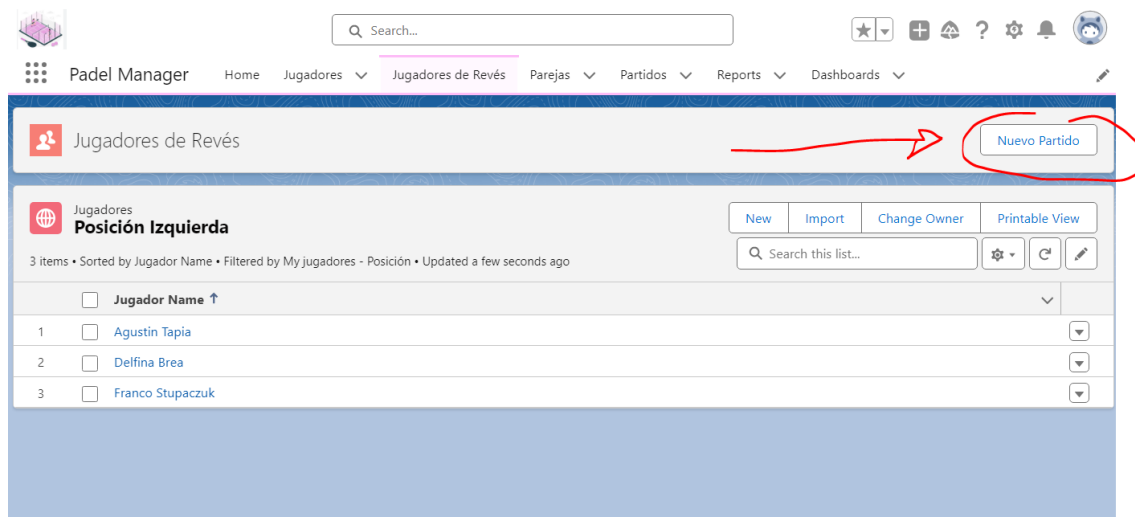 Search...
Padel Manager Home Jugadores Jugadores de Revés Parejas Partidos Reports Dashboards
Jugadores de Revés Nuevo Partido
Jugadores
Posición Izquierda
New Import Change Owner Printable View
3 items • Sorted by Jugador Name • Filtered by My jugadores - Posición • Updated a few seconds ago
Search this list...
Jugador Name ↑
1 Agustin Tapia
2 Delfina Brea
3 Franco Stupaczuk